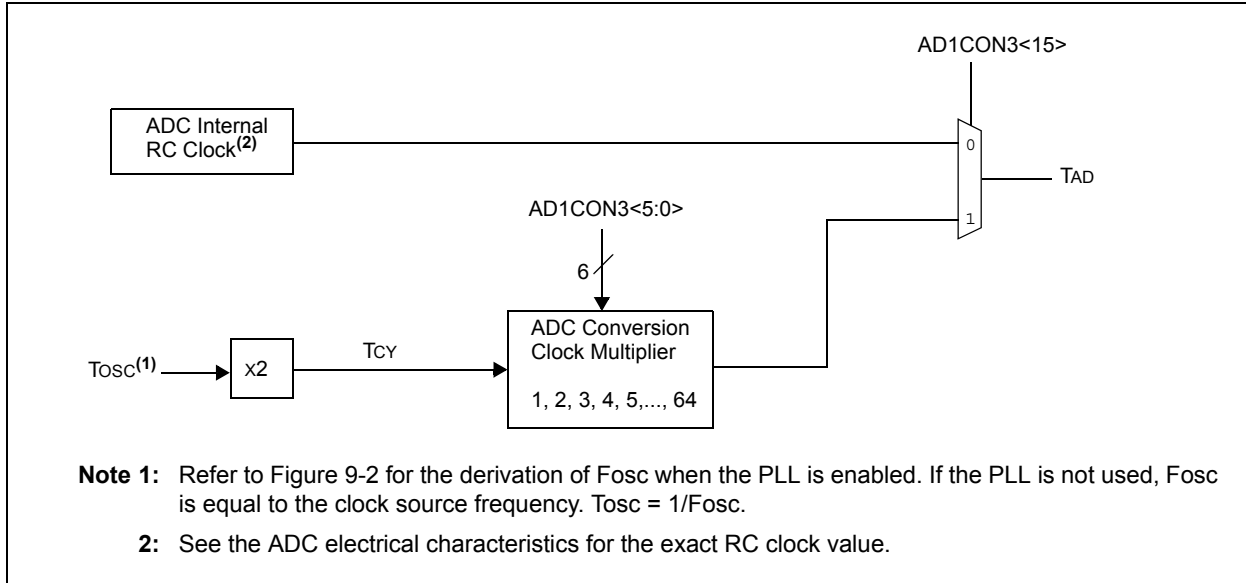 AD1CON3<15>
ADC Internal
RC Clock(2)
0
TAD
AD1CON3<5:0>
1
6
ADC Conversion
Clock Multiplier
TOSC(1)
X2
TCY
1, 2, 3, 4, 5,..., 64
Note 1: Refer to Figure 9-2 for the derivation of Fosc when the PLL is enabled. If the PLL is not used, Fosc
is equal to the clock source frequency. Tosc = 1/Fosc.
2: See the ADC electrical characteristics for the exact RC clock value.